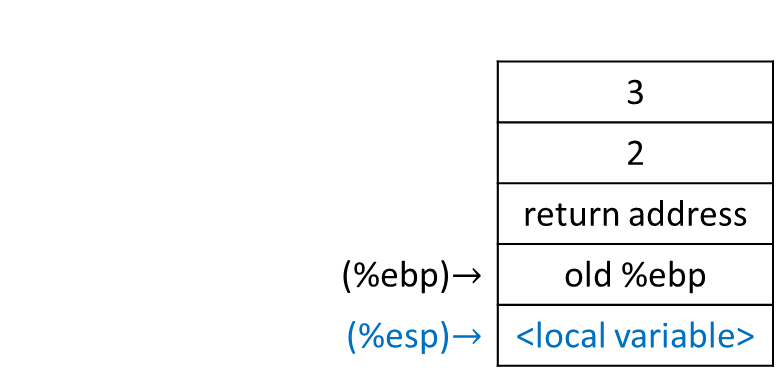 3
2
return address
(%ebp)→ old %ebp
(%esp)→ <local variable>